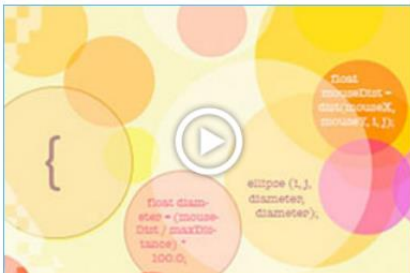 float
mouseDist =
dist(mouseX,
mouseY, i, j);
{
ellipse (i, j,
diameter,
diameter);
float diam-
eter = (mouse-
Dist / maxDis-
tance) *
100.0;